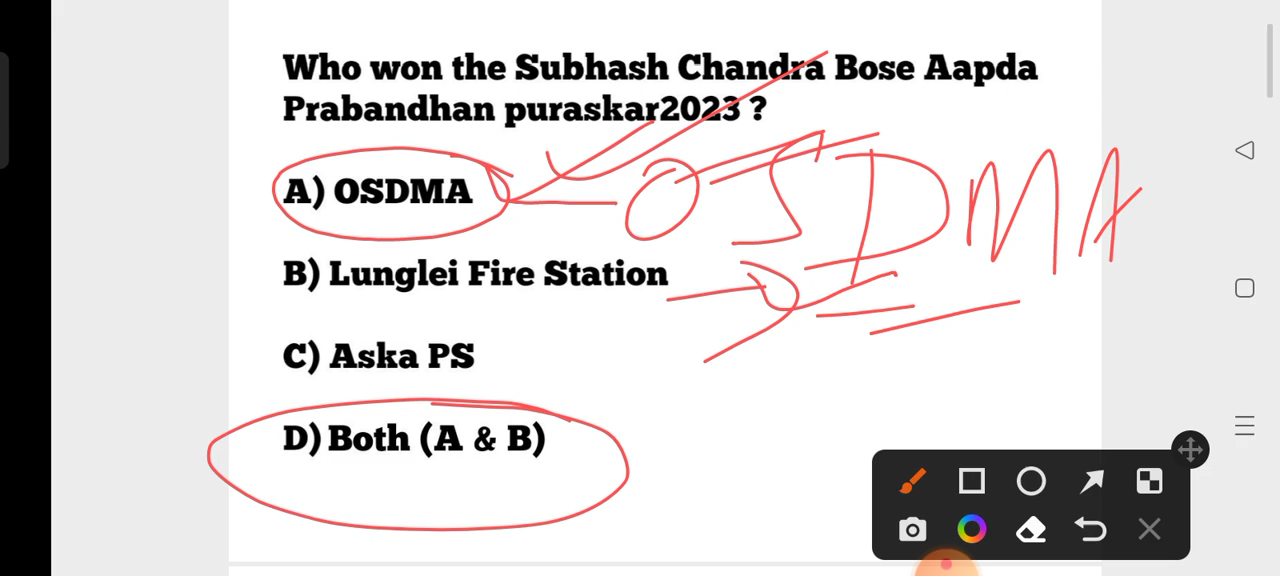 Who won the Subhash Chandra Bose Aapda
Prabandhan puraskar2023 ?
A) OSDMA
OSDMA
B) Lunglei Fire Station
C) Aska PS
D) Both (A & B)